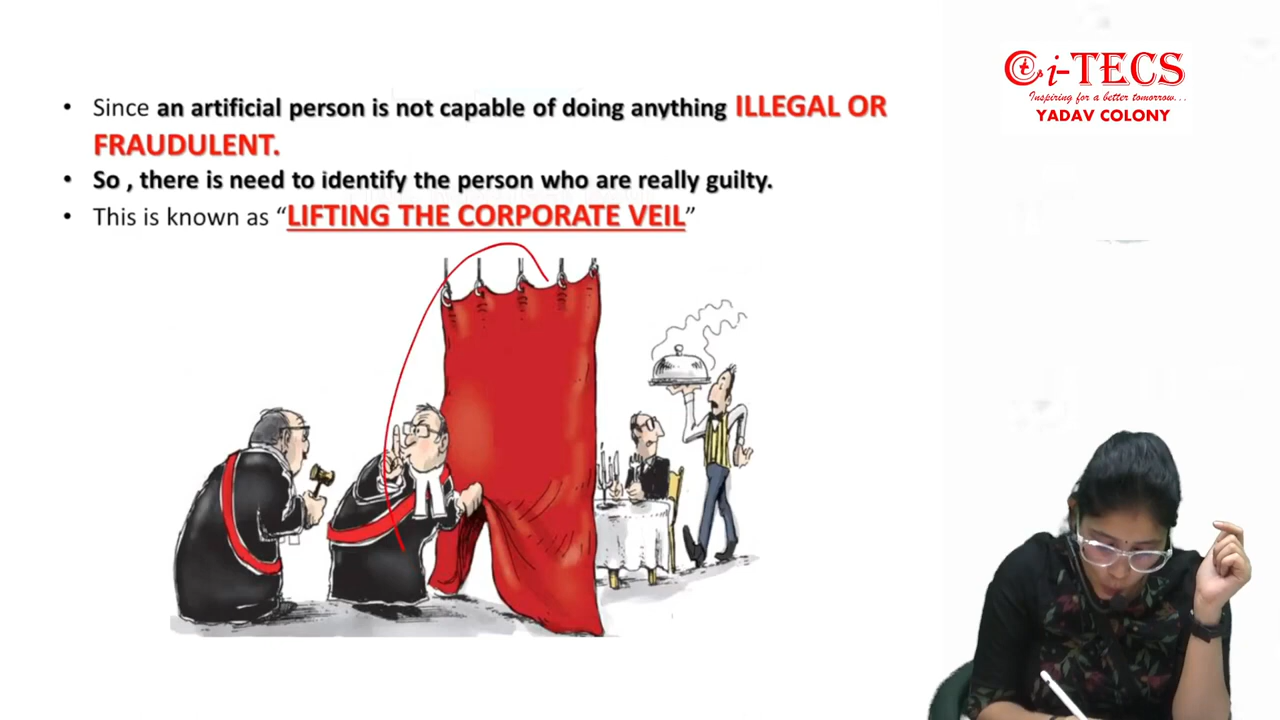 • Since an artificial person is not capable of doing anything ILLEGAL OR
FRAUDULENT.
• So , there is need to identify the person who are really guilty.
• This is known as “LIFTING THE CORPORATE VEIL”
i-TECS
Inspiring for a better tomorrow...
YADAV COLONY